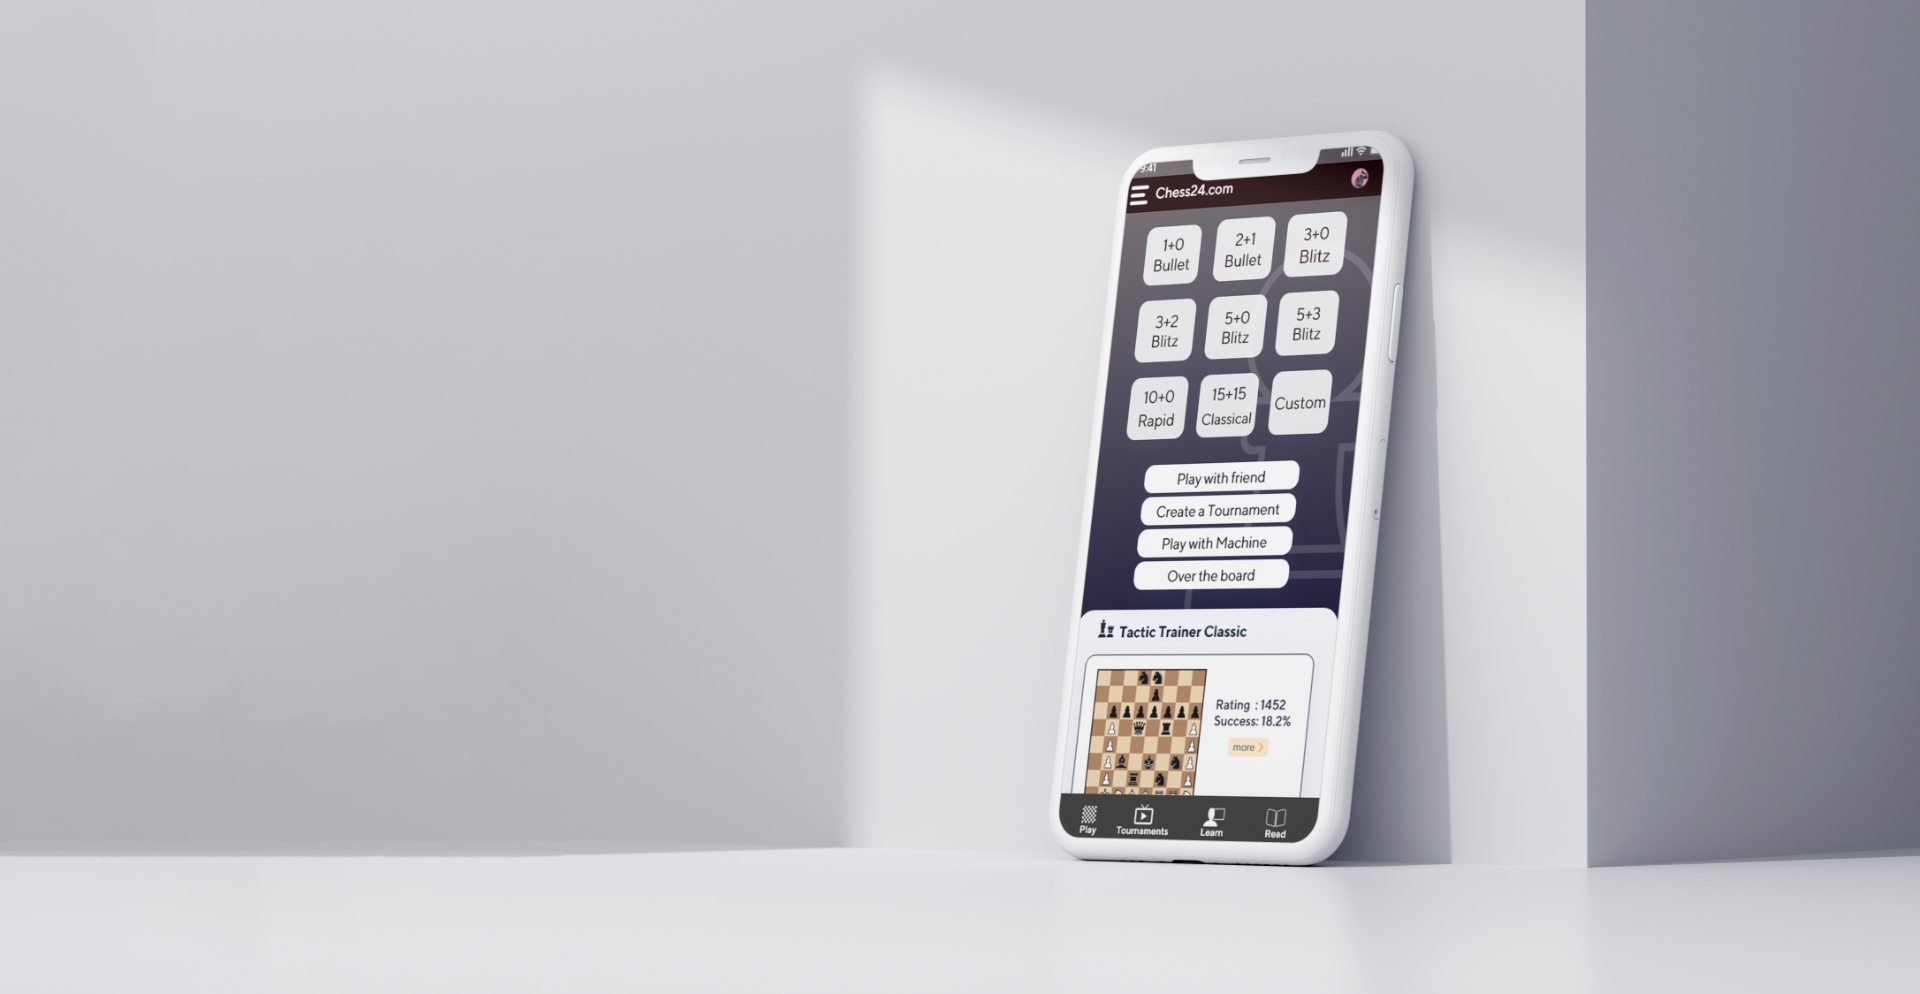 9:41
Chess24.com
1+0
Bullet
2+1
Bullet
3+0
Blitz
3+2
Blitz
5+0
Blitz
5+3
Blitz
10+0
Rapid
15+15
Classical
Custom
Play with friend
Create a Tournament
Play with Machine
Over the board
Tactic Trainer Classic
Rating : 1452
Success: 18.2%
more >
Play
Tournaments
Learn
Read